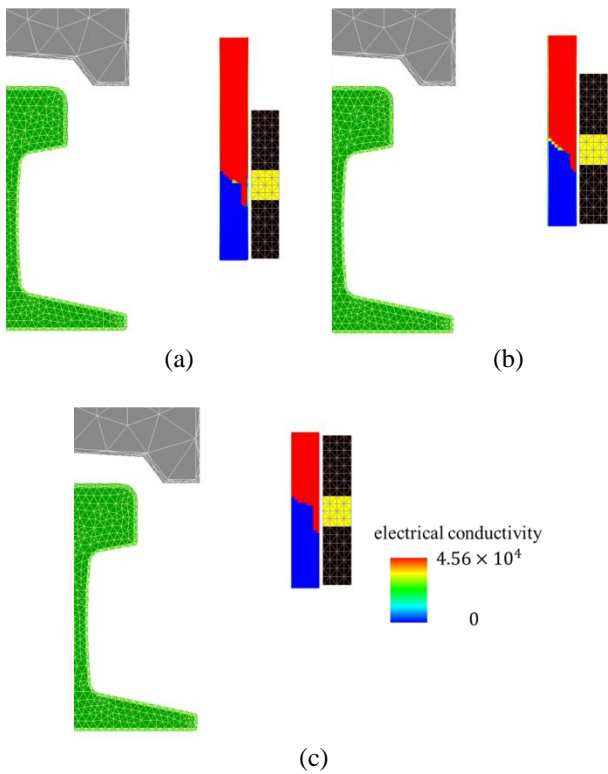 (a)
(b)
electrical conductivity
4.56 × 10⁴
0
(c)